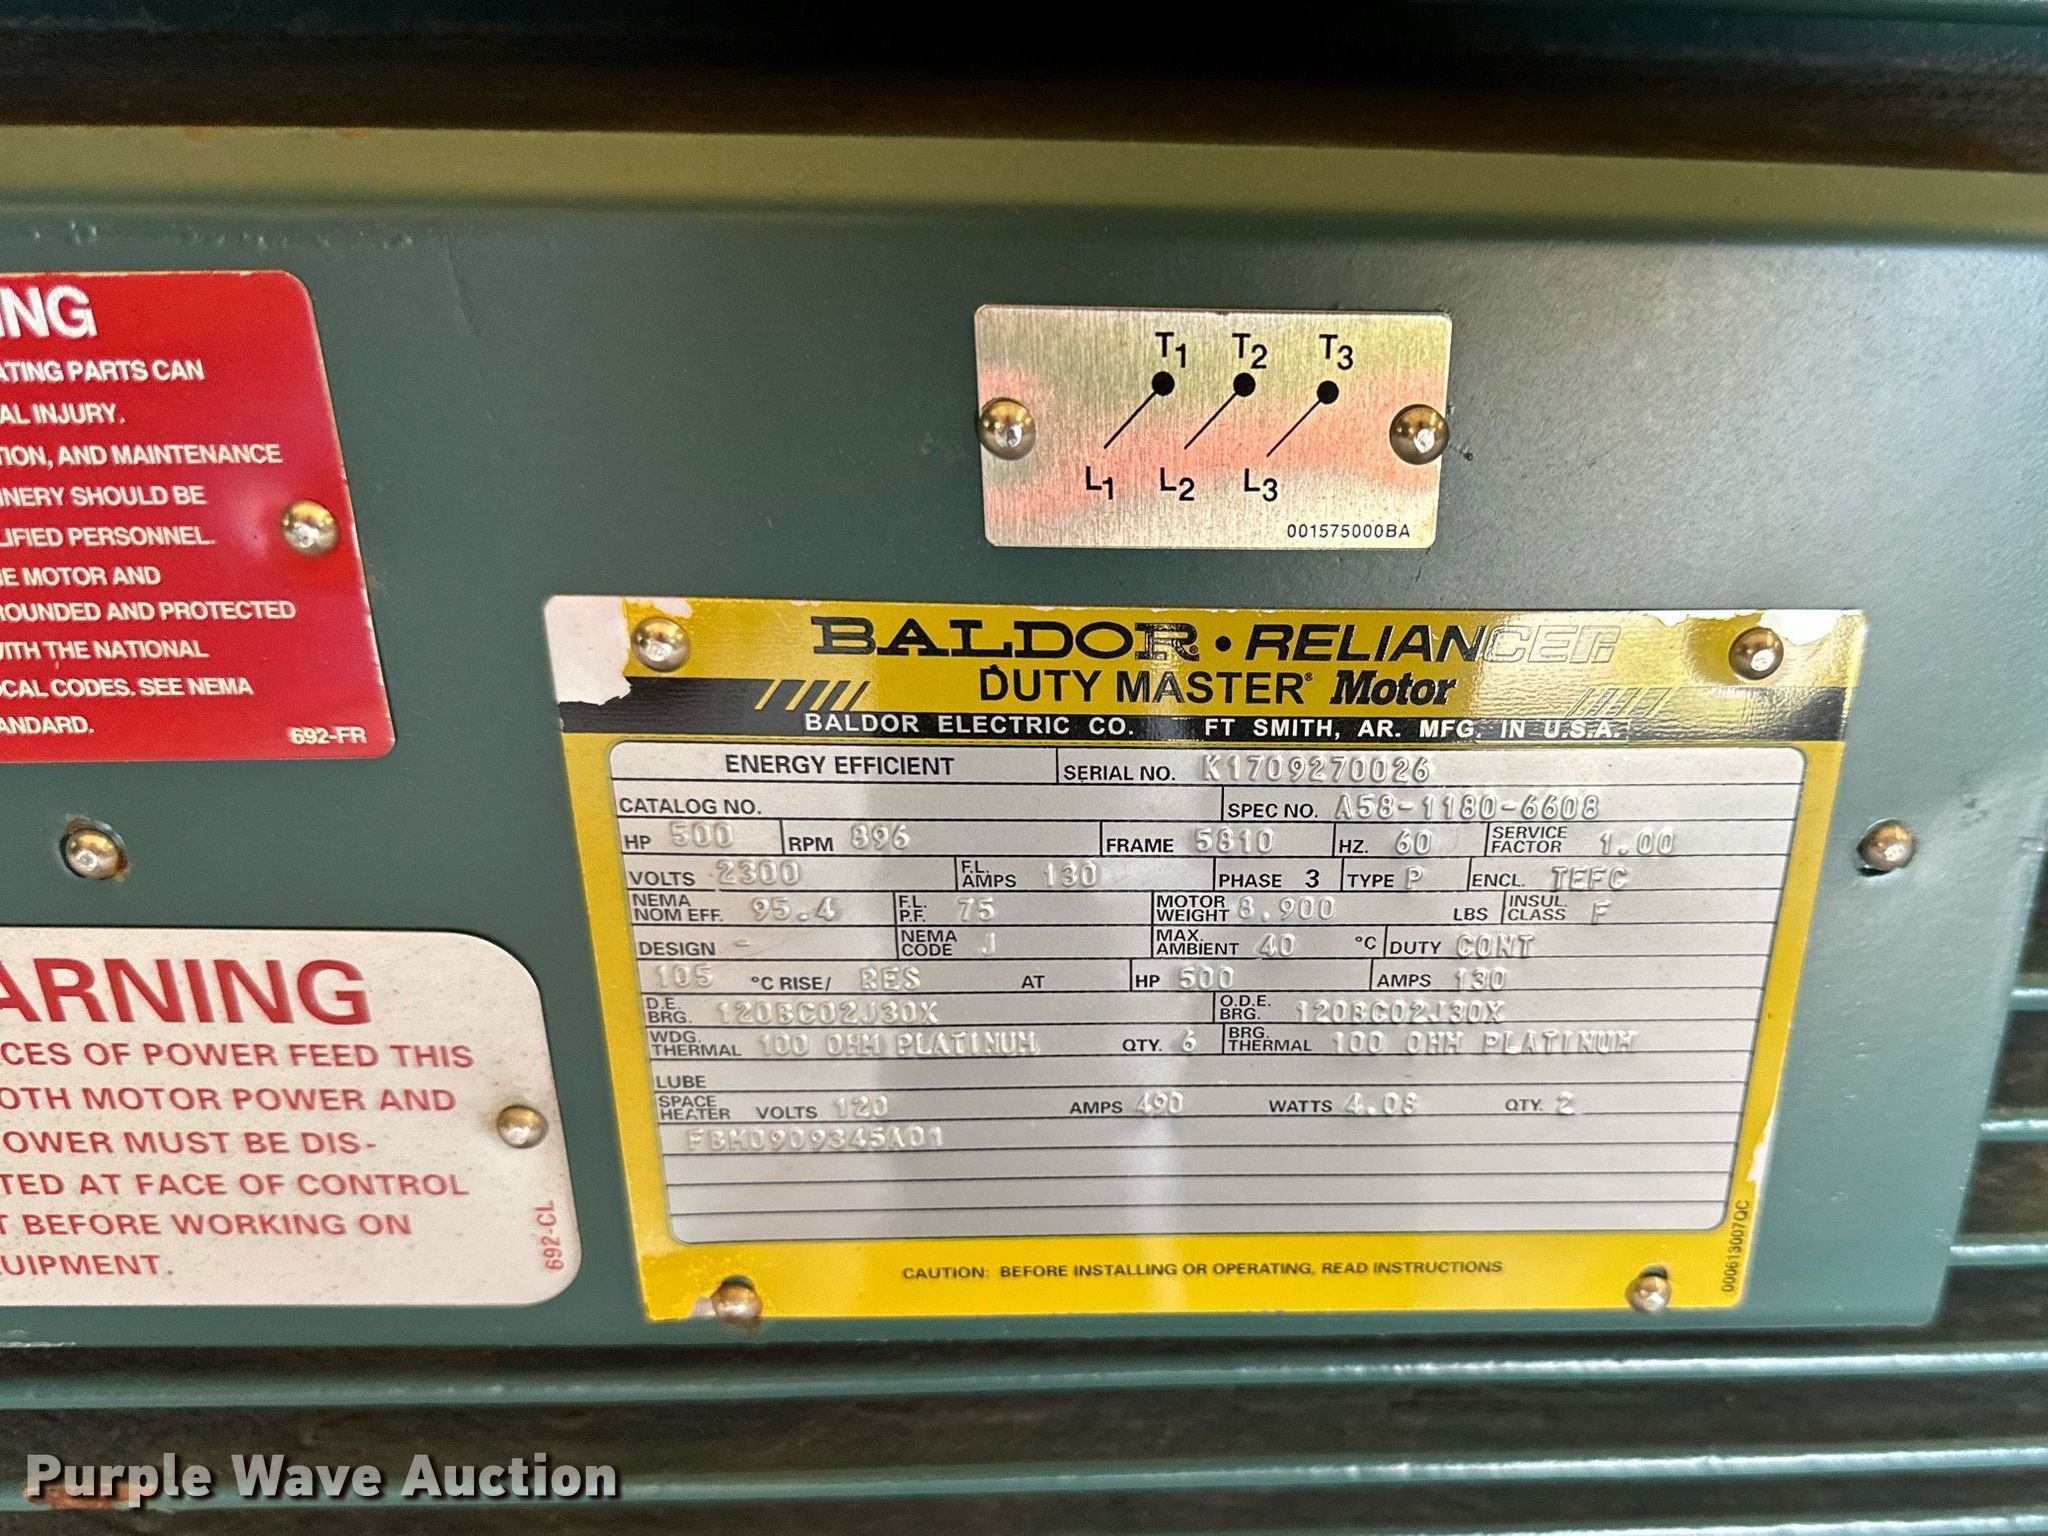 ING
ATING PARTS CAN
AL INJURY.
TION, AND MAINTENANCE
INERY SHOULD BE
LIFIED PERSONNEL.
E MOTOR AND
ROUNDED AND PROTECTED
WITH THE NATIONAL
OCAL CODES. SEE NEMA
ANDARD.
692-FR
T1 T2 T3
L1 L2 L3
001575000BA
ARNING
CES OF POWER FEED THIS
OTH MOTOR POWER AND
OWER MUST BE DIS-
TED AT FACE OF CONTROL
T BEFORE WORKING ON
UIPMENT.
692-CL
BALDOR • RELIANCER
DUTY MASTER® Motor
BALDOR ELECTRIC CO. FT SMITH, AR. MFG. IN U.S.A.
ENERGY EFFICIENT SERIAL NO. K1709270026
CATALOG NO. SPEC NO. A58-1180-6608
HP 500 RPM 896 FRAME 5810 HZ. 60 SERVICE FACTOR 1.00
VOLTS 2300 F.L. AMPS 130 PHASE 3 TYPE P ENCL. TEFC
NEMA NOM EFF. 95.4 F.L. P.F. 75 MOTOR WEIGHT 8,900 LBS INSUL. CLASS F
DESIGN - NEMA CODE J MAX. AMBIENT 40 °C DUTY CONT
105 °C RISE/ RES AT HP 500 AMPS 130
D.E. BRG. 120BC02J30X O.D.E. BRG. 120BC02J30X
WDG. THERMAL 100 OHM PLATINUM QTY. 6 BRG. THERMAL 100 OHM PLATINUM
LUBE
SPACE HEATER VOLTS 120 AMPS 490 WATTS 4.08 QTY. 2
FBM0909345A01
CAUTION: BEFORE INSTALLING OR OPERATING, READ INSTRUCTIONS
000613007QC
Purple Wave Auction